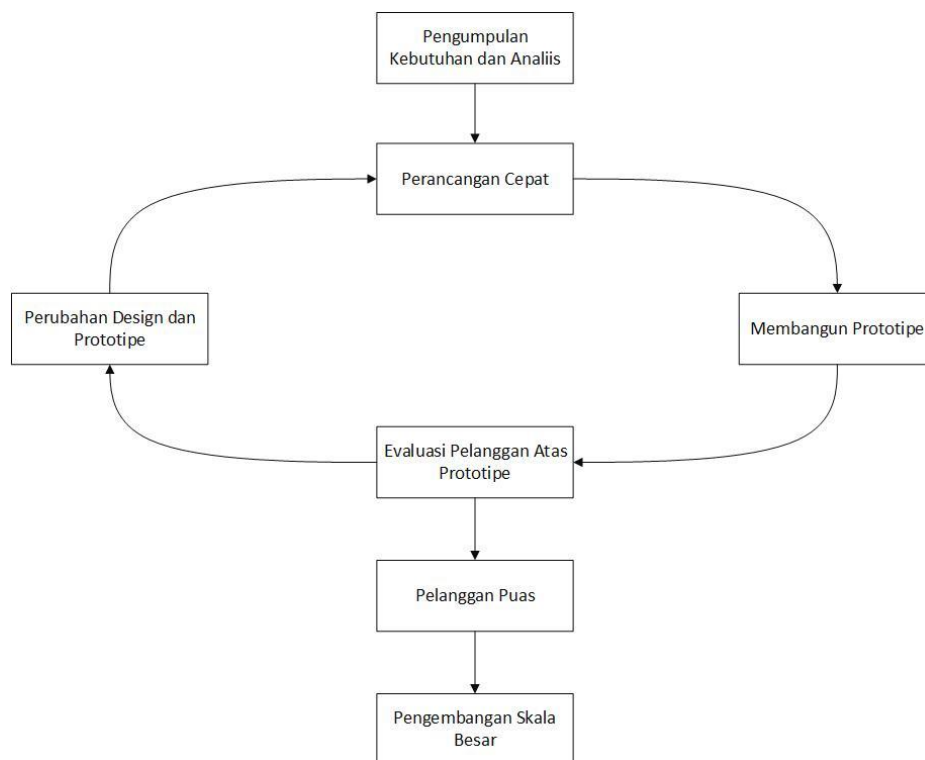 Pengumpulan
Kebutuhan dan Analiis
Perancangan Cepat
Perubahan Design dan
Prototipe
Membangun Prototipe
Evaluasi Pelanggan Atas
Prototipe
Pelanggan Puas
Pengembangan Skala
Besar